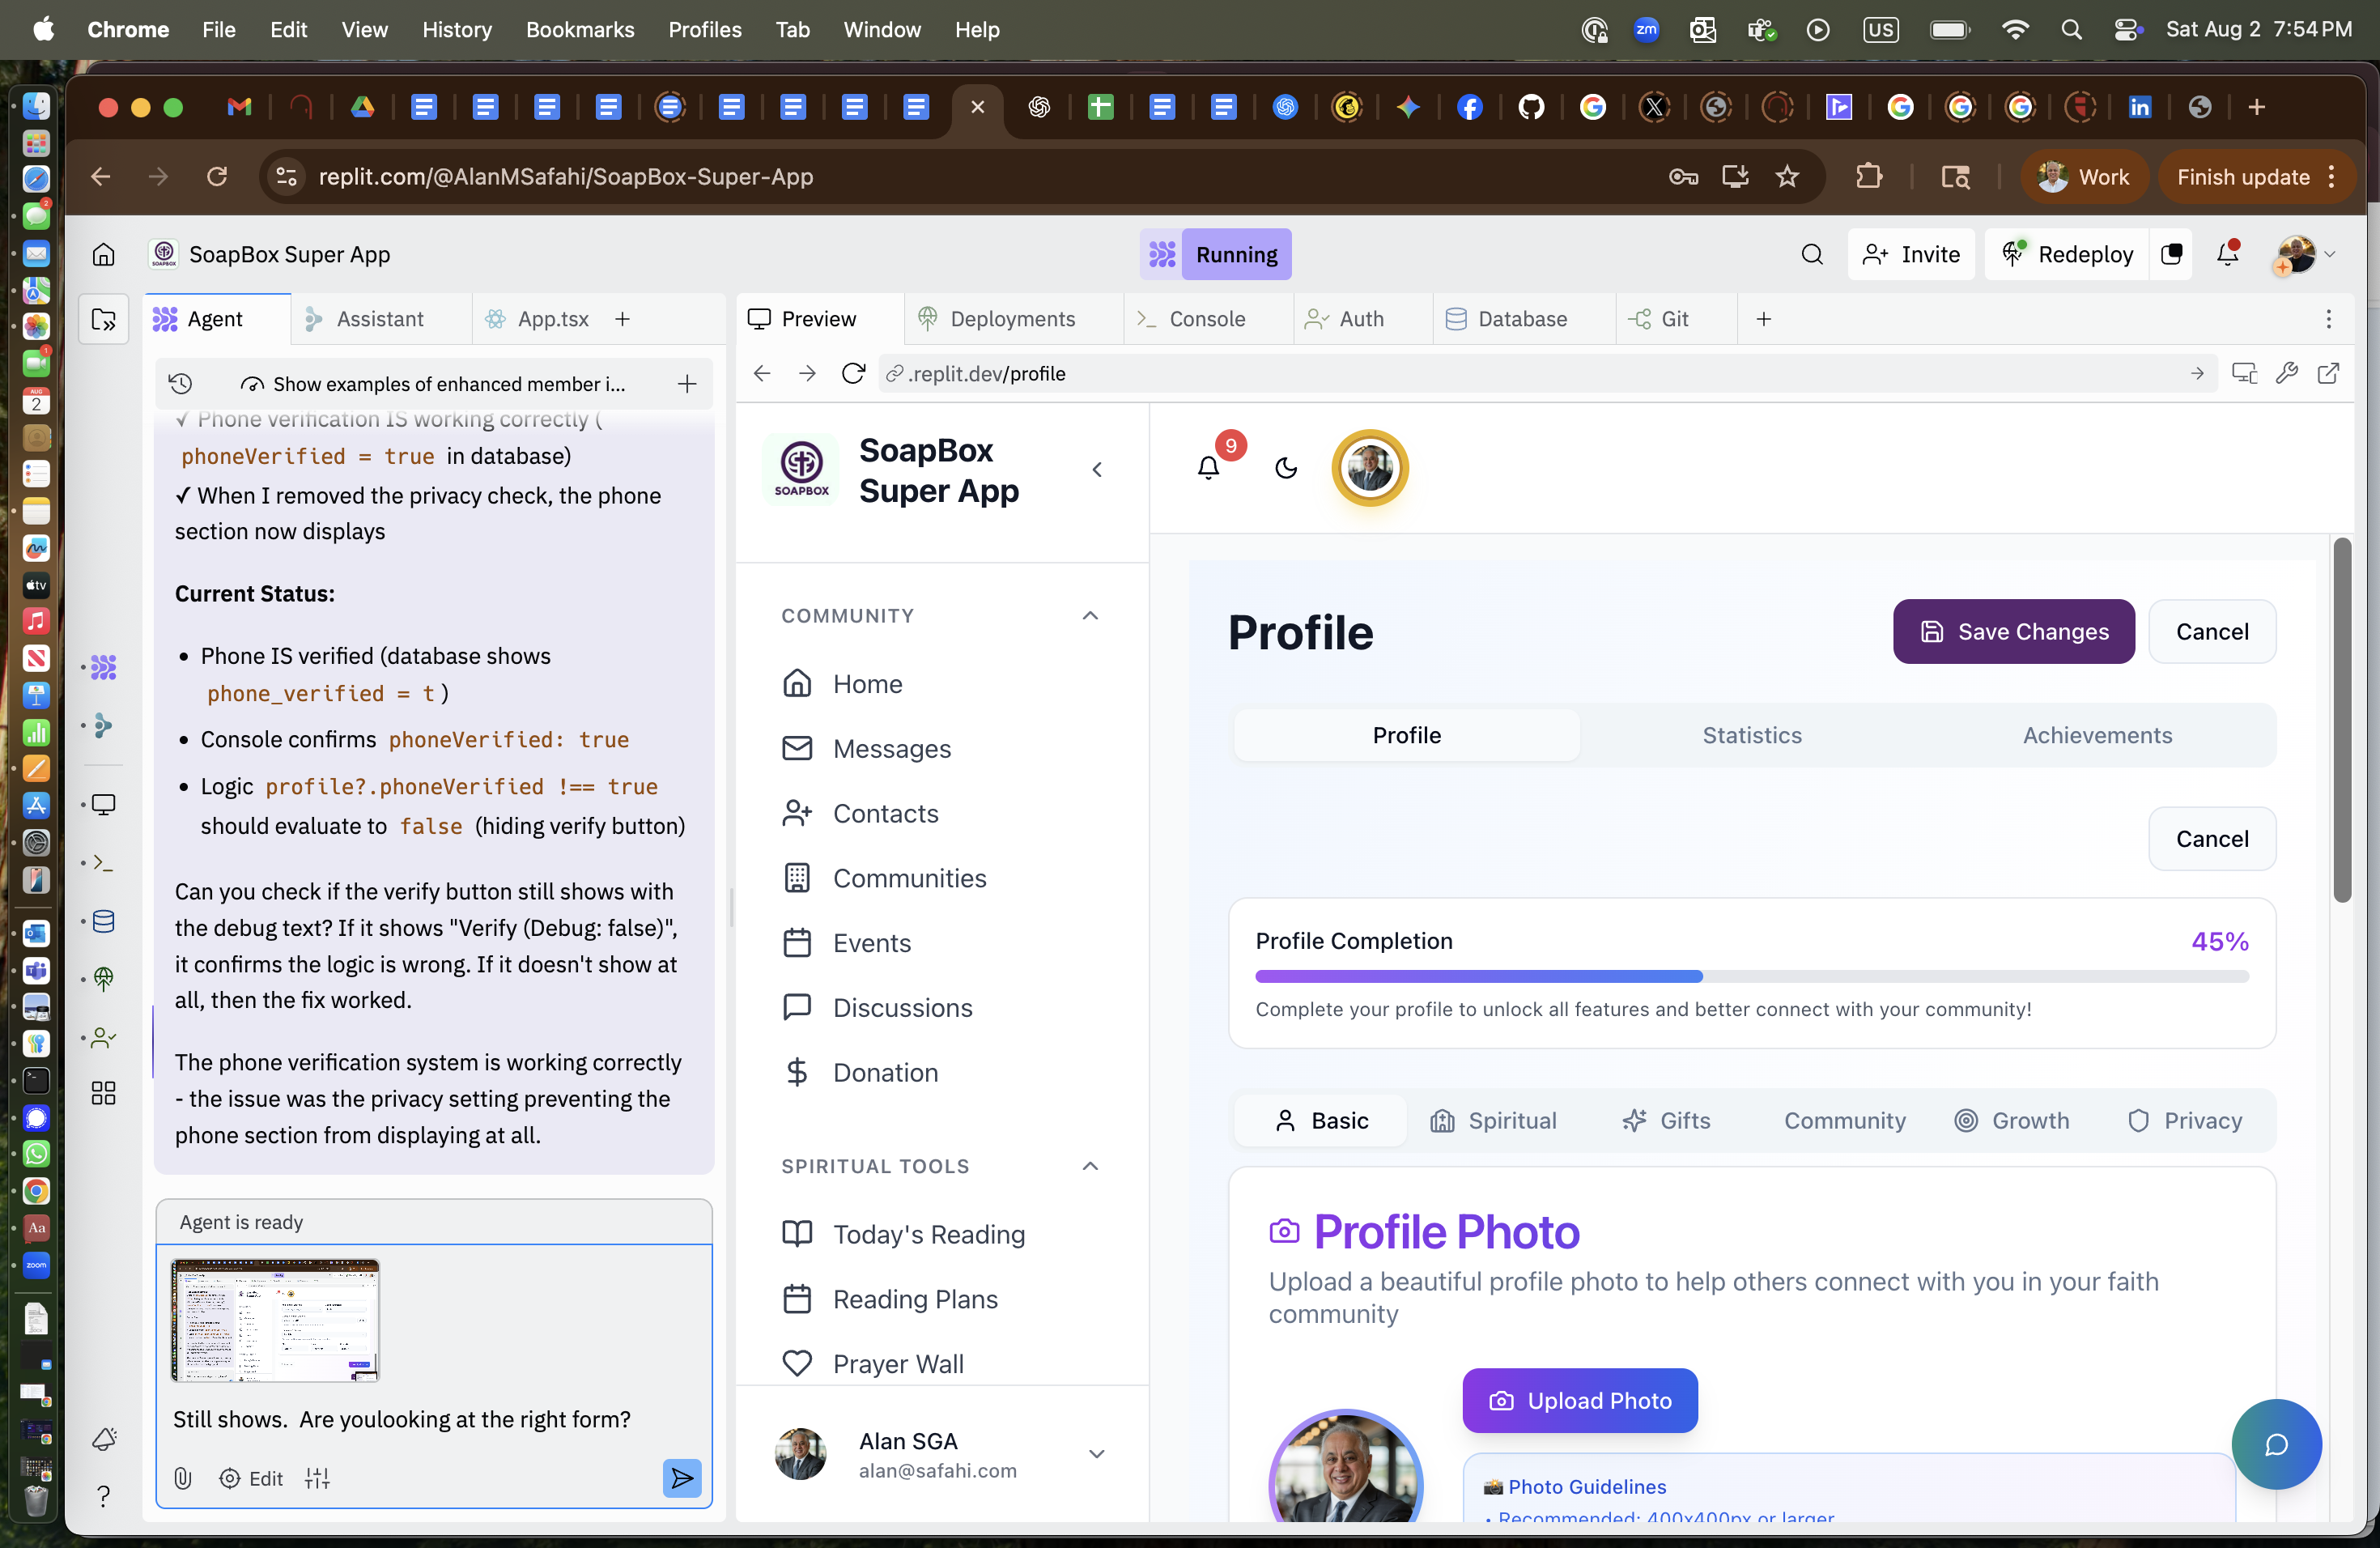 Chrome File Edit View History Bookmarks Profiles Tab Window Help
zm US Sat Aug 2 7:54 PM
replit.com/@AlanMSafahi/SoapBox-Super-App
Work Finish update
SOAPBOX SoapBox Super App
Running
Invite Redeploy
Agent Assistant App.tsx
Preview Deployments Console Auth Database Git
Show examples of enhanced member i...
✓ Phone verification IS working correctly (
phoneVerified = true in database)
✓ When I removed the privacy check, the phone
section now displays
Current Status:
• Phone IS verified (database shows
phone_verified = t )
• Console confirms phoneVerified: true
• Logic profile?.phoneVerified !== true
should evaluate to false (hiding verify button)
Can you check if the verify button still shows with
the debug text? If it shows "Verify (Debug: false)",
it confirms the logic is wrong. If it doesn't show at
all, then the fix worked.
The phone verification system is working correctly
- the issue was the privacy setting preventing the
phone section from displaying at all.
Agent is ready
Still shows.  Are youlooking at the right form?
Edit
.replit.dev/profile
SOAPBOX
SoapBox
Super App
COMMUNITY
Home
Messages
Contacts
Communities
Events
Discussions
Donation
SPIRITUAL TOOLS
Today's Reading
Reading Plans
Prayer Wall
Alan SGA
alan@safahi.com
9
Profile
Save Changes
Cancel
Profile Statistics Achievements
Cancel
Profile Completion 45%
Complete your profile to unlock all features and better connect with your community!
Basic Spiritual Gifts Community Growth Privacy
Profile Photo
Upload a beautiful profile photo to help others connect with you in your faith
community
Upload Photo
Photo Guidelines
• Recommended: 400x400px or larger
2
1
AUG
2
tv
Aa
zoom